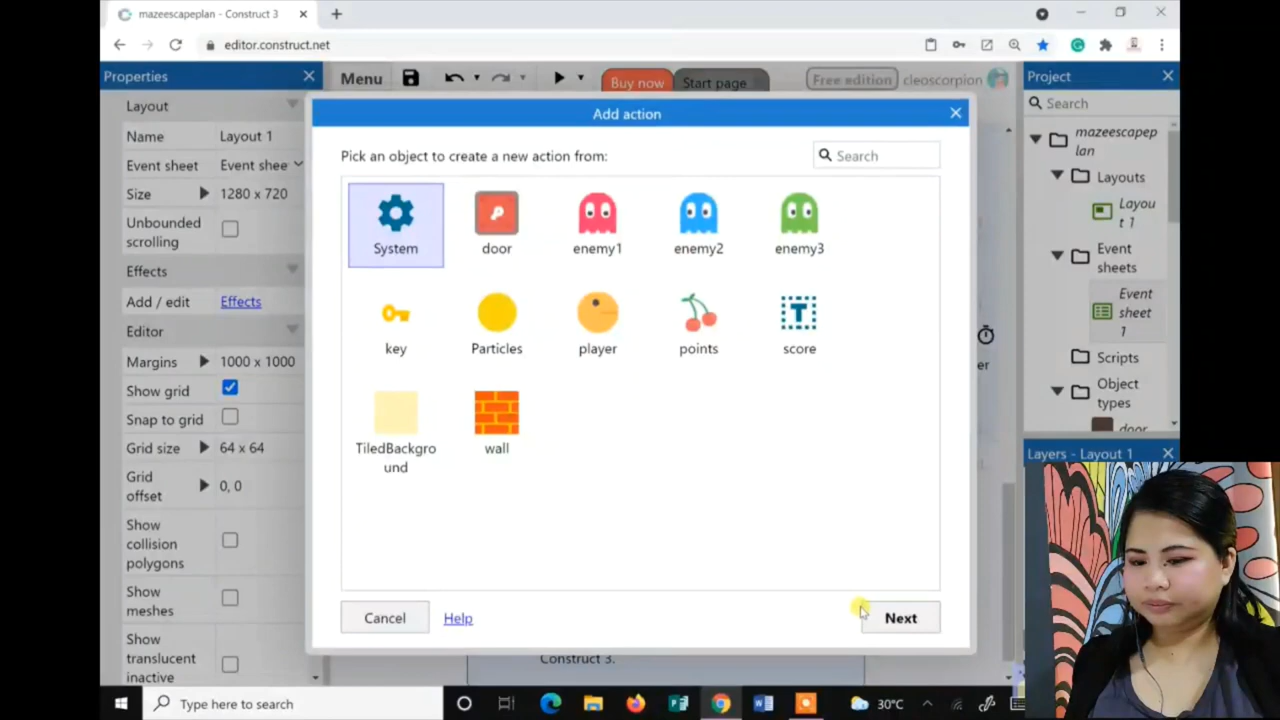 mazeescapeplan - Construct 3
editor.construct.net
Properties
Menu
Buy now
Start page
Free edition
cleoscorpion
Project
Layout
Name
Layout 1
Event sheet
Event shee
Size
1280 x 720
Unbounded
scrolling
Effects
Add / edit
Effects
Editor
Margins
1000 x 1000
Show grid
Snap to grid
Grid size
64 x 64
Grid
offset
0, 0
Show
collision
polygons
Show
meshes
Show
translucent
inactive
Add action
Pick an object to create a new action from:
Search
System
door
enemy1
enemy2
enemy3
key
Particles
player
points
T
score
TiledBackgro
und
wall
Cancel
Help
Next
Construct 3.
er
Search
mazeescapep
lan
Layouts
Layou
t 1
Event
sheets
Event
sheet
1
Scripts
Object
types
door
Layers - Layout 1
Type here to search
30°C